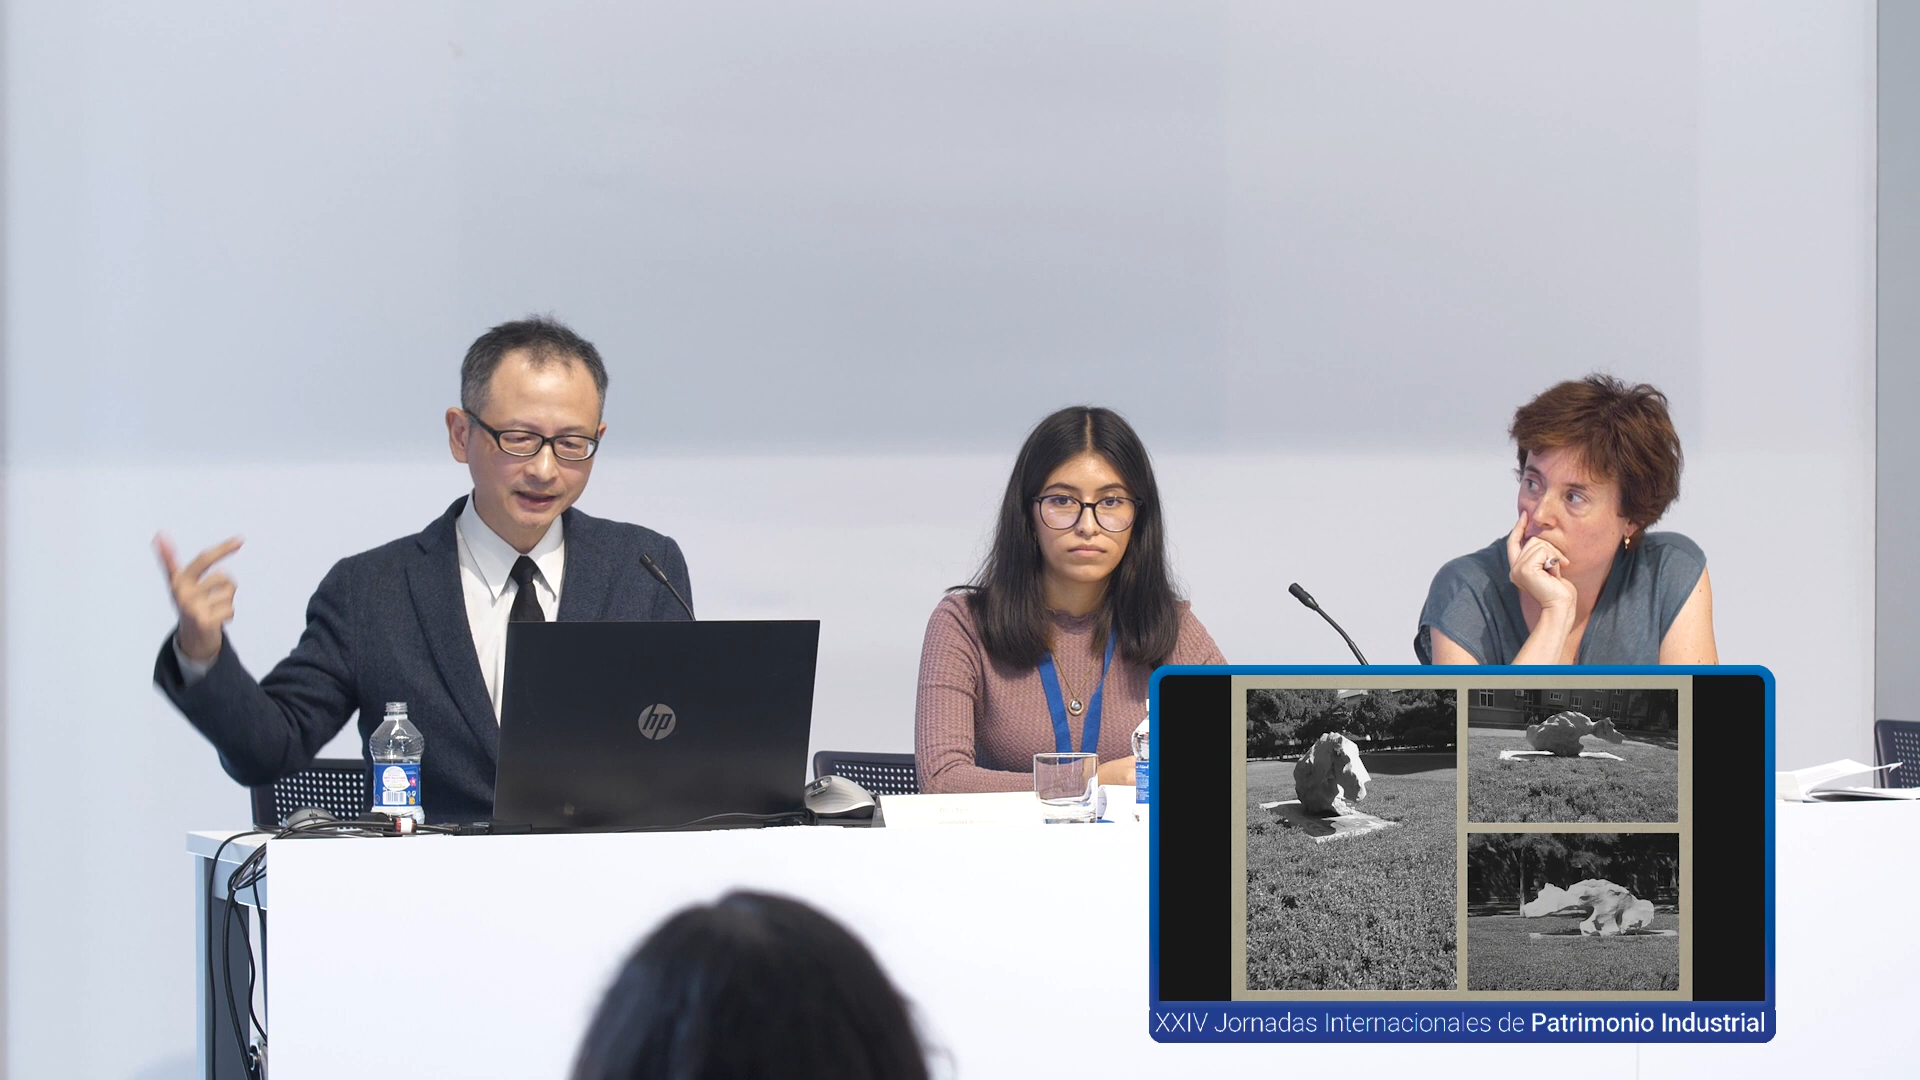 hp
XXIV Jornadas Internacionales de Patrimonio Industrial